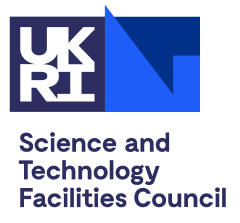 UK
RI
Science and
Technology
Facilities Council